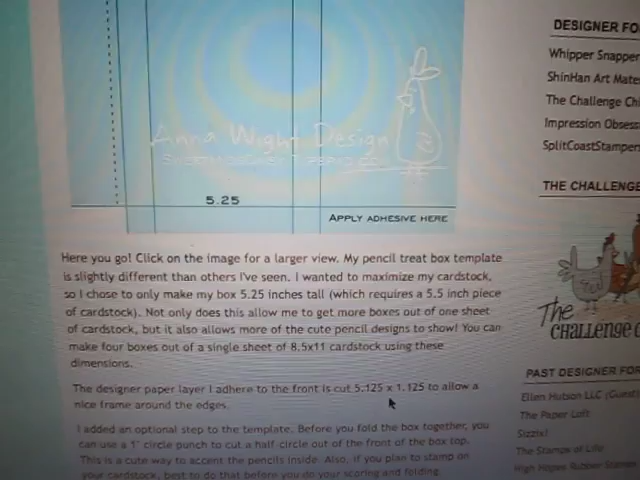 Anna Wight Design
5.25
APPLY ADHESIVE HERE
Here you go! Click on the image for a larger view. My pencil treat box template
is slightly different than others I've seen. I wanted to maximize my cardstock,
so I chose to only make my box 5.25 inches tall (which requires a 5.5 inch piece
of cardstock). Not only does this allow me to get more boxes out of one sheet
of cardstock, but it also allows more of the cute pencil designs to show! You can
make four boxes out of a single sheet of 8.5x11 cardstock using these
dimensions.
The designer paper layer I adhere to the front is cut 5.125 x 1.125 to allow a
nice frame around the edges.
I added an optional step to the template. Before you fold the box together, you
can use a 1" circle punch to cut a half-circle out of the front of the box top.
This is a cute way to accent the pencils inside. Also, if you plan to stamp on
your cardstock, best to do that before you do your scoring and folding.
DESIGNER FO
Whipper Snapper
ShinHan Art Mate
The Challenge Chi
Impression Obsess
SplitCoastStampers
THE CHALLENGE
The
CHALLENGE C
PAST DESIGNER FOR
Ellen Hutson LLC (Guest)
The Paper Loft
Sizzix!
The Stamps of Life
High Hopes Rubber Stamps